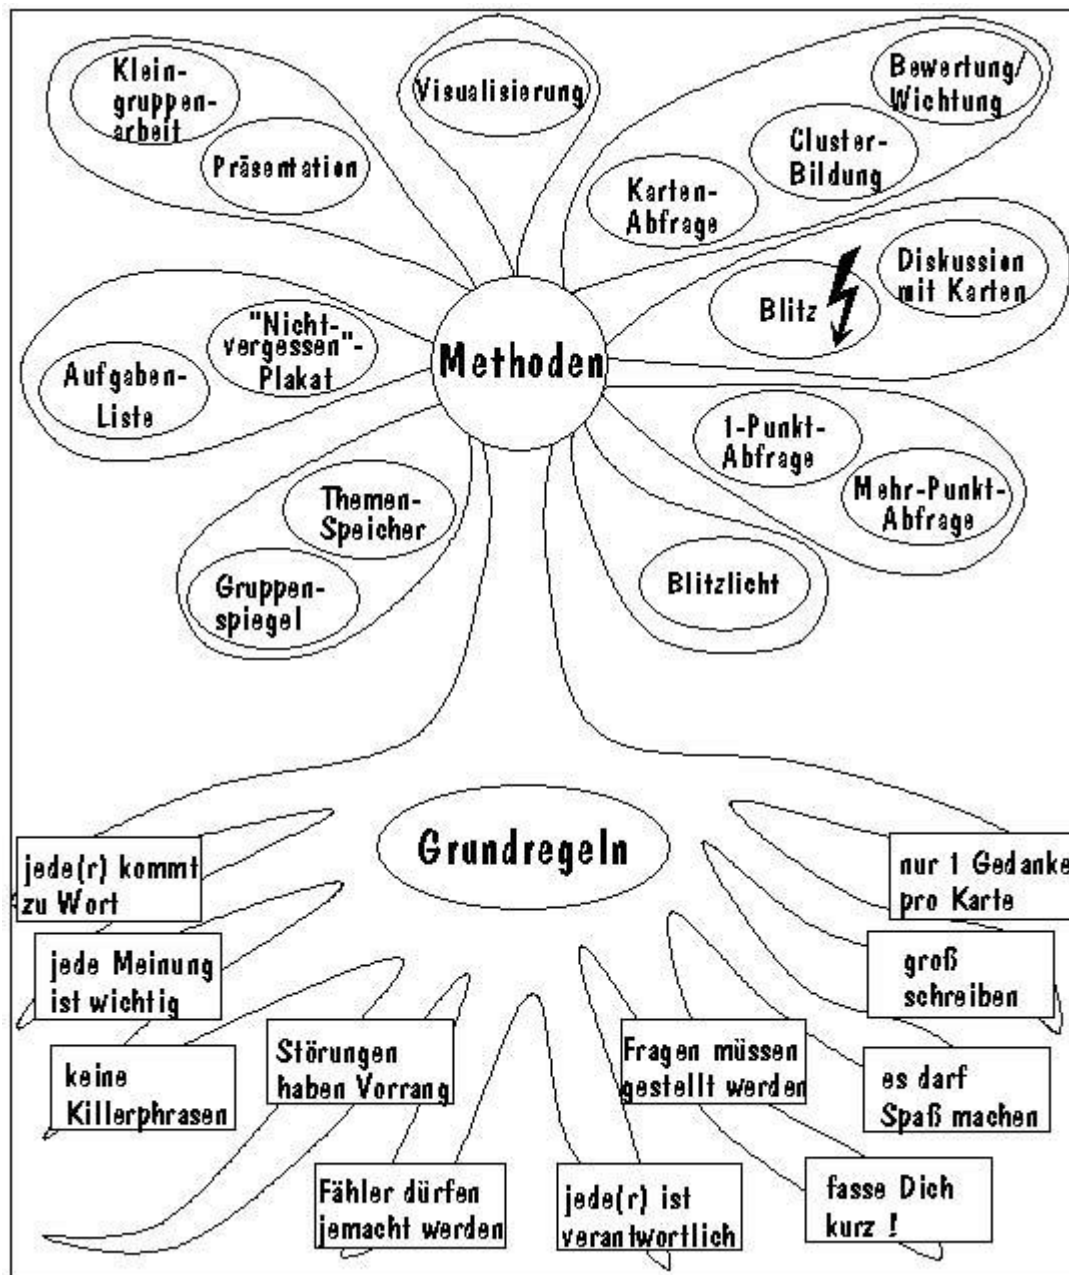 Klein-
gruppen-
arbeit
Präsentation
Visualisierung
Bewertung/
Wichtung
Cluster-
Bildung
Karten-
Abfrage
Diskussion
mit Karten
Blitz
"Nicht-
vergessen"-
Plakat
Aufgaben-
Liste
Methoden
1-Punkt-
Abfrage
Mehr-Punkt-
Abfrage
Themen-
Speicher
Gruppen-
spiegel
Blitzlicht
Grundregeln
jede(r) kommt
zu Wort
nur 1 Gedanke
pro Karte
jede Meinung
ist wichtig
groß
schreiben
keine
Killerphrasen
Störungen
haben Vorrang
Fragen müssen
gestellt werden
es darf
Spaß machen
Fähler dürfen
jemacht werden
jede(r) ist
verantwortlich
fasse Dich
kurz !